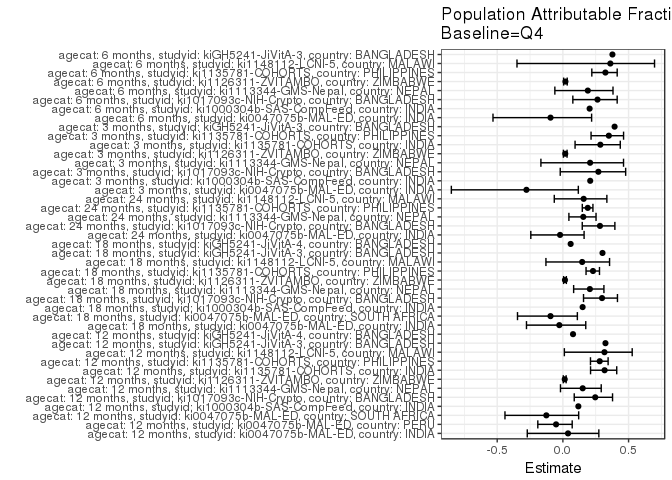 Population Attributable Fracti
Baseline=Q4
agecat: 6 months, studyid: kiGH5241-JiVitA-3, country: BANGLADESH
agecat: 6 months, studyid: ki1148112-LCNI-5, country: MALAWI
agecat: 6 months, studyid: ki1135781-COHORTS, country: PHILIPPINES
agecat: 6 months, studyid: ki1126311-ZVITAMBO, country: ZIMBABWE
agecat: 6 months, studyid: ki1113344-GMS-Nepal, country: NEPAL
agecat: 6 months, studyid: ki1017093c-NIH-Crypto, country: BANGLADESH
agecat: 6 months, studyid: ki1000304b-SAS-CompFeed, country: INDIA
agecat: 6 months, studyid: ki0047075b-MAL-ED, country: INDIA
agecat: 3 months, studyid: kiGH5241-JiVitA-3, country: BANGLADESH
agecat: 3 months, studyid: ki1135781-COHORTS, country: PHILIPPINES
agecat: 3 months, studyid: ki1135781-COHORTS, country: INDIA
agecat: 3 months, studyid: ki1126311-ZVITAMBO, country: ZIMBABWE
agecat: 3 months, studyid: ki1113344-GMS-Nepal, country: NEPAL
agecat: 3 months, studyid: ki1017093c-NIH-Crypto, country: BANGLADESH
agecat: 3 months, studyid: ki1000304b-SAS-CompFeed, country: INDIA
agecat: 3 months, studyid: ki0047075b-MAL-ED, country: INDIA
agecat: 24 months, studyid: ki1148112-LCNI-5, country: MALAWI
agecat: 24 months, studyid: ki1135781-COHORTS, country: PHILIPPINES
agecat: 24 months, studyid: ki1113344-GMS-Nepal, country: NEPAL
agecat: 24 months, studyid: ki1017093c-NIH-Crypto, country: BANGLADESH
agecat: 24 months, studyid: ki0047075b-MAL-ED, country: INDIA
agecat: 18 months, studyid: kiGH5241-JiVitA-4, country: BANGLADESH
agecat: 18 months, studyid: kiGH5241-JiVitA-3, country: BANGLADESH
agecat: 18 months, studyid: ki1148112-LCNI-5, country: MALAWI
agecat: 18 months, studyid: ki1135781-COHORTS, country: PHILIPPINES
agecat: 18 months, studyid: ki1126311-ZVITAMBO, country: ZIMBABWE
agecat: 18 months, studyid: ki1113344-GMS-Nepal, country: NEPAL
agecat: 18 months, studyid: ki1017093c-NIH-Crypto, country: BANGLADESH
agecat: 18 months, studyid: ki1000304b-SAS-CompFeed, country: INDIA
agecat: 18 months, studyid: ki0047075b-MAL-ED, country: SOUTH AFRICA
agecat: 18 months, studyid: ki0047075b-MAL-ED, country: INDIA
agecat: 12 months, studyid: kiGH5241-JiVitA-4, country: BANGLADESH
agecat: 12 months, studyid: kiGH5241-JiVitA-3, country: BANGLADESH
agecat: 12 months, studyid: ki1148112-LCNI-5, country: MALAWI
agecat: 12 months, studyid: ki1135781-COHORTS, country: PHILIPPINES
agecat: 12 months, studyid: ki1135781-COHORTS, country: INDIA
agecat: 12 months, studyid: ki1126311-ZVITAMBO, country: ZIMBABWE
agecat: 12 months, studyid: ki1113344-GMS-Nepal, country: NEPAL
agecat: 12 months, studyid: ki1017093c-NIH-Crypto, country: BANGLADESH
agecat: 12 months, studyid: ki1000304b-SAS-CompFeed, country: INDIA
agecat: 12 months, studyid: ki0047075b-MAL-ED, country: SOUTH AFRICA
agecat: 12 months, studyid: ki0047075b-MAL-ED, country: PERU
agecat: 12 months, studyid: ki0047075b-MAL-ED, country: INDIA
-0.5 0.0 0.5
Estimate